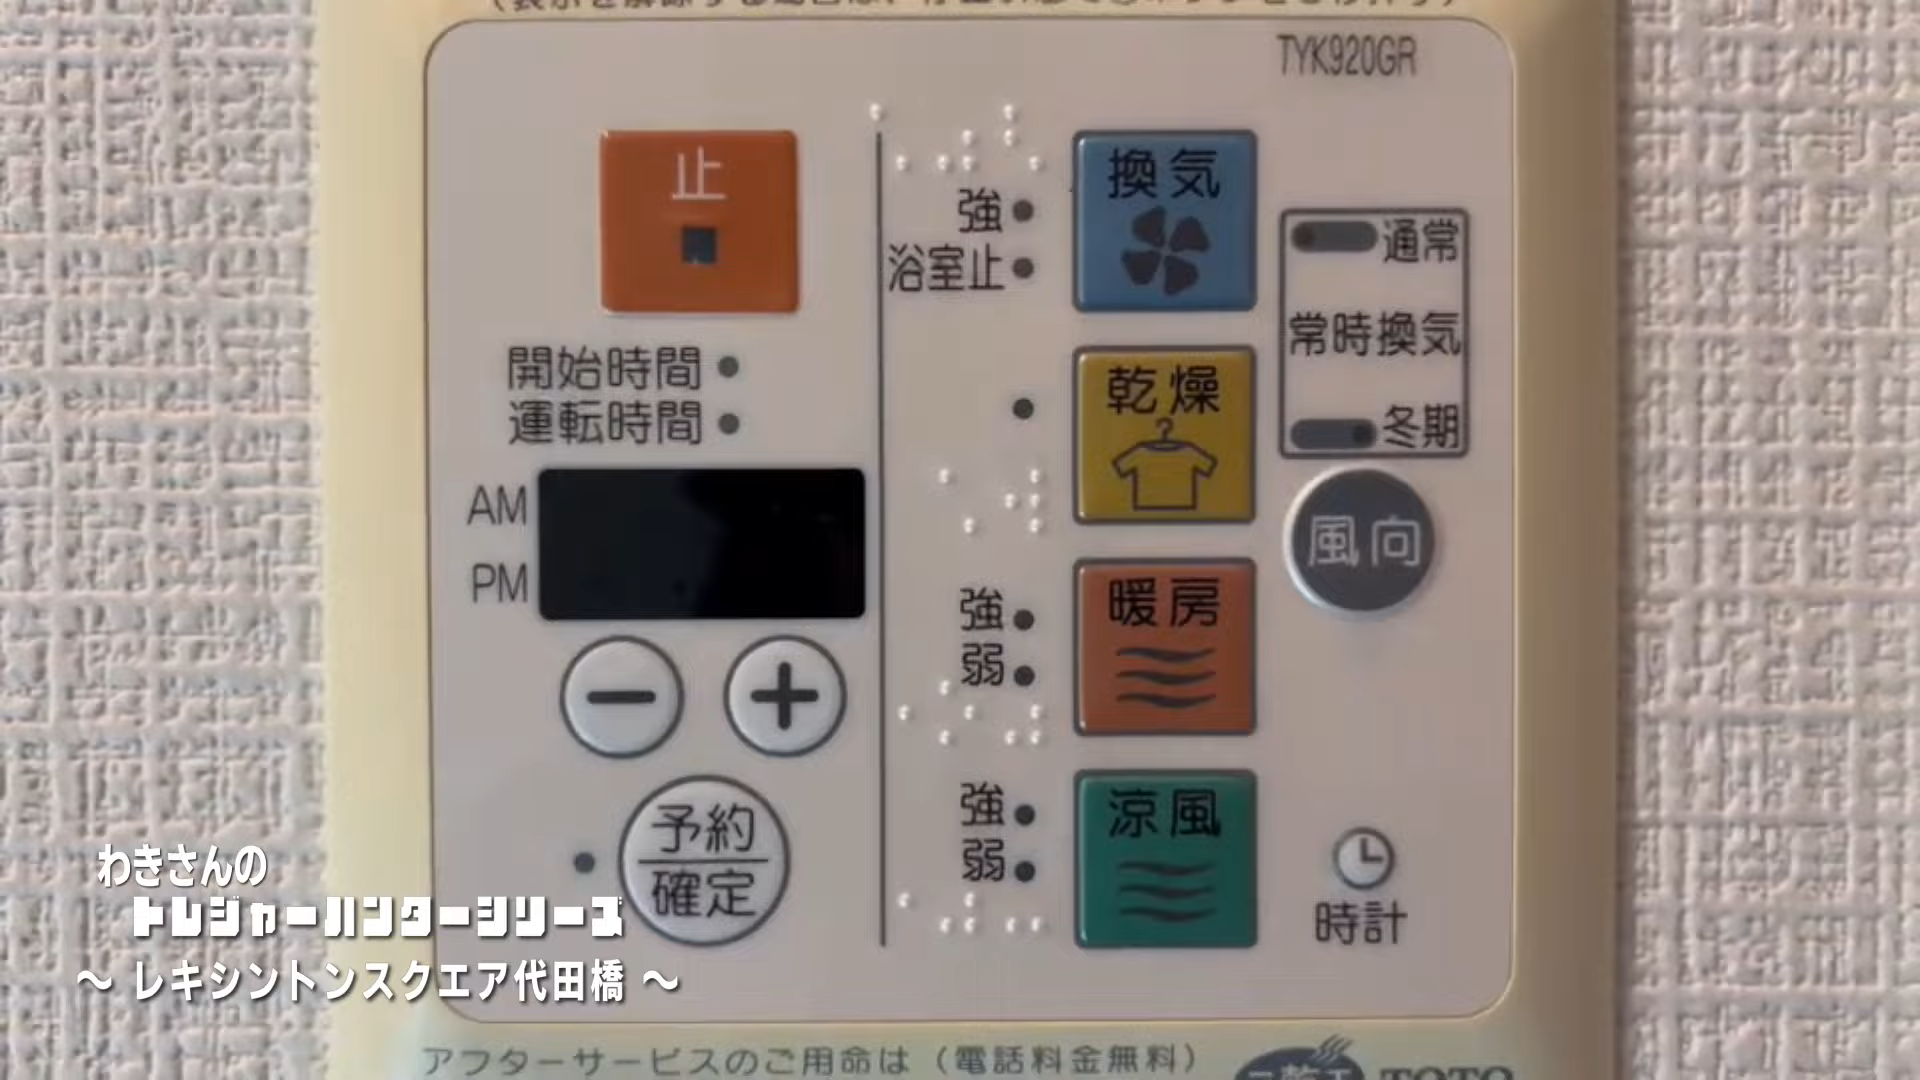 TYK920GR
止
換気
強
浴室止
通常
常時換気
冬期
開始時間
運転時間
乾燥
AM
PM
風向
強
弱
暖房
予約
確定
強
弱
涼風
時計
わきさんの
トレジャーハンターシリーズ
～ レキシントンスクエア代田橋 ～
アフターサービスのご用命は（電話料金無料）
TOTO